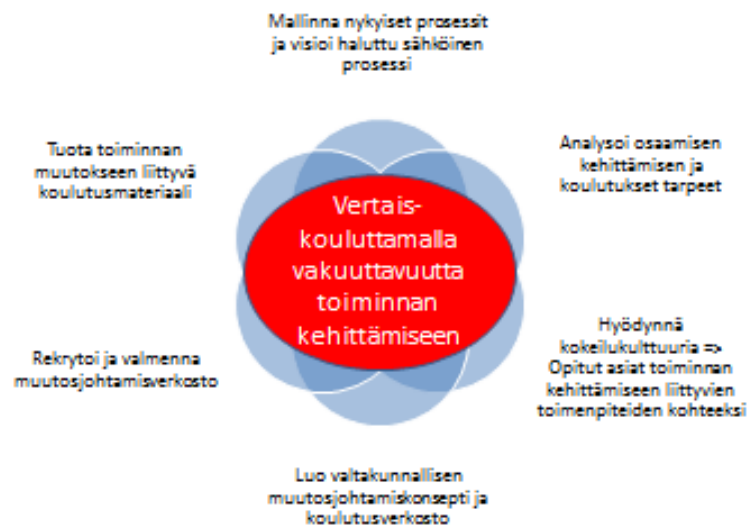 Mallinna nykyiset prosessit
ja visioi haluttu sähköinen
prosessi
Analysoi osaamisen
kehittämisen ja
koulutukset tarpeet
Hyödynnä
kokeilukulttuuria =>
Opitut asiat toiminnan
kehittämiseen liittyvien
toimenpiteiden kohteeksi
Luo valtakunnallisen
muutosjohtamiskonsepti ja
koulutusverkosto
Rekrytoi ja valmenna
muutosjohtamisverkosto
Tuota toiminnan
muutokseen liittyvä
koulutusmateriaali
Vertais-
kouluttamalla
vakuuttavuutta
toiminnan
kehittämiseen